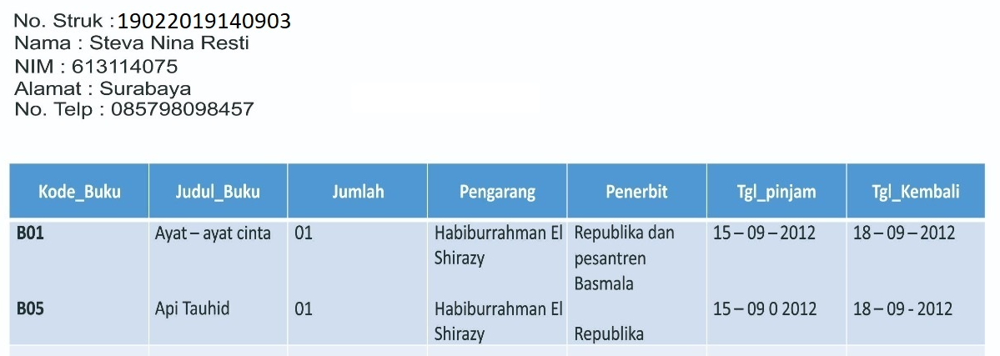 No. Struk :19022019140903
Nama : Steva Nina Resti
NIM : 613114075
Alamat : Surabaya
No. Telp : 085798098457
Kode_Buku Judul_Buku Jumlah Pengarang Penerbit Tgl_pinjam Tgl_Kembali
B01 Ayat – ayat cinta 01 Habiburrahman El Republika dan 15 – 09 – 2012 18 – 09 – 2012
Shirazy pesantren
Basmala
B05 Api Tauhid 01 Habiburrahman El 15 – 09 0 2012 18 – 09 - 2012
Shirazy Republika